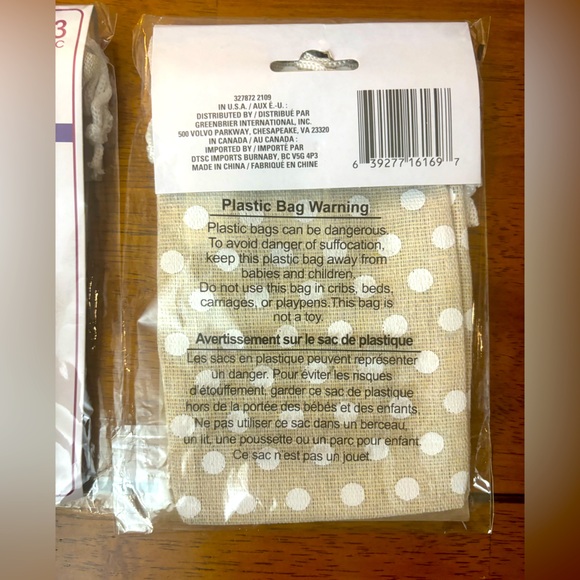 3
C
327872 2109
IN U.S.A. / AUX É.-U. :
DISTRIBUTED BY / DISTRIBUÉ PAR
GREENBRIER INTERNATIONAL, INC.
500 VOLVO PARKWAY, CHESAPEAKE, VA 23320
IN CANADA / AU CANADA :
IMPORTED BY / IMPORTÉ PAR
DTSC IMPORTS BURNABY, BC V5G 4P3
MADE IN CHINA / FABRIQUÉ EN CHINE
6 39277 16169 7
Plastic Bag Warning
Plastic bags can be dangerous.
To avoid danger of suffocation,
keep this plastic bag away from
babies and children.
Do not use this bag in cribs, beds,
carriages, or playpens.This bag is
not a toy.
Avertissement sur le sac de plastique
Les sacs en plastique peuvent représenter
un danger. Pour éviter les risques
d'étouffement, garder ce sac de plastique
hors de la portée des bébés et des enfants.
Ne pas utiliser ce sac dans un berceau,
un lit, une poussette ou un parc pour enfant.
Ce sac n'est pas un jouet.